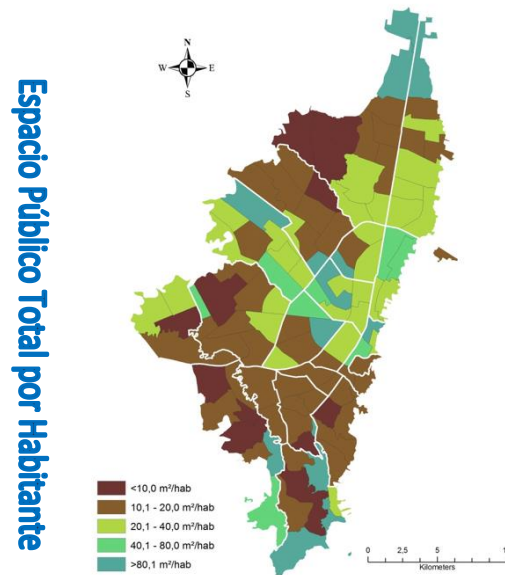 Espacio Público Total por Habitante
N
W E
S
<10,0 m²/hab
10,1 - 20,0 m²/hab
20,1 - 40,0 m²/hab
40,1 - 80,0 m²/hab
>80,1 m²/hab
0 2,5 5 1
Kilometers